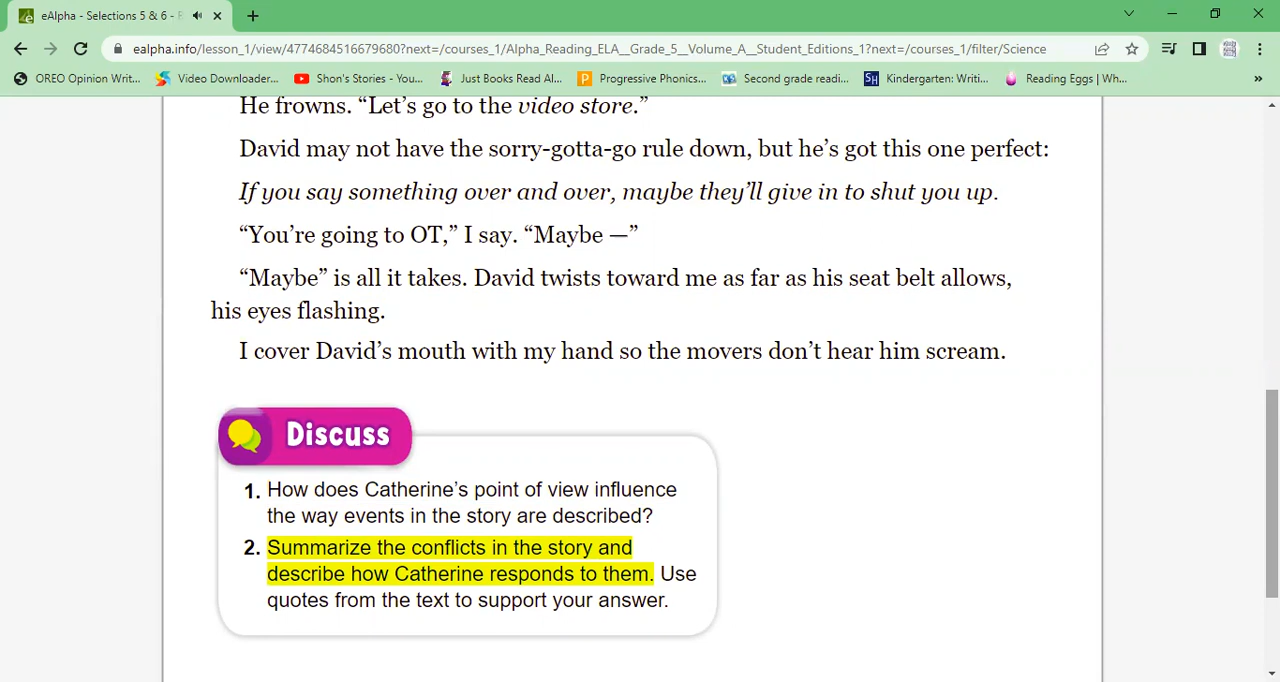 eAlpha - Selections 5 & 6 - R
ealpha.info/lesson_1/view/4774684516679680?next=/courses_1/Alpha_Reading_ELA__Grade_5__Volume_A__Student_Editions_1?next=/courses_1/filter/Science
OREO Opinion Writ... Video Downloader... Shon's Stories - You... Just Books Read Al... Progressive Phonics... Second grade readi... Kindergarten: Writi... Reading Eggs | Wh... »
He frowns. “Let’s go to the video store.”
David may not have the sorry-gotta-go rule down, but he’s got this one perfect:
If you say something over and over, maybe they’ll give in to shut you up.
“You’re going to OT,” I say. “Maybe —”
“Maybe” is all it takes. David twists toward me as far as his seat belt allows,
his eyes flashing.
I cover David’s mouth with my hand so the movers don’t hear him scream.
Discuss
1. How does Catherine’s point of view influence
the way events in the story are described?
2. Summarize the conflicts in the story and
describe how Catherine responds to them. Use
quotes from the text to support your answer.